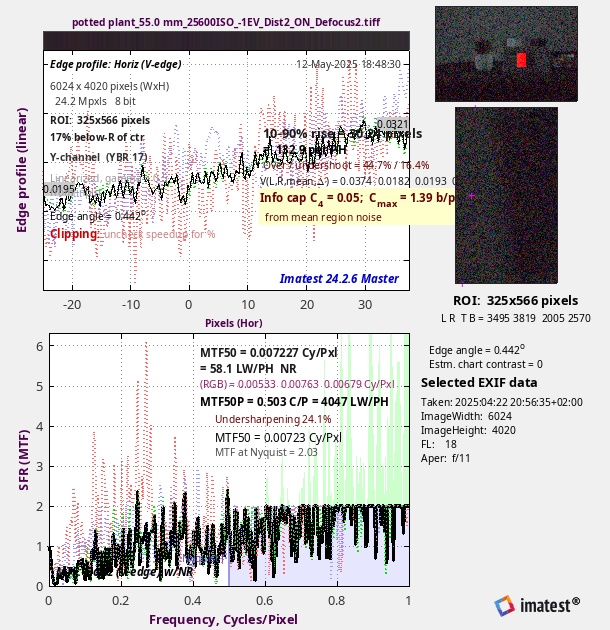 potted plant_55.0 mm_25600ISO_-1EV_Dist2_ON_Defocus2.tiff
Edge profile: Horiz (V-edge)
12-May-2025 18:48:30
6024 x 4020 pixels (WxH)
24.2 Mpxls 8 bit
ROI: 325x566 pixels
17% below-R of ctr
Y-channel (YBR 17)
0.0195
0.0321
Edge angle = 0.442°
Clipping: uncheck speedup for %
10-90% rise
= 132.9 per PH
Over / undershoot = 44.7% / 16.4%
V(L,R,mean,△) = 0.0374 0.0182 0.0193
Info cap C4 = 0.05; Cmax = 1.39 b/p
from mean region noise
Imatest 24.2.6 Master
Edge profile (linear)
-20 -10 0 10 20 30
Pixels (Hor)
ROI: 325x566 pixels
L R T B = 3495 3819 2005 2570
Edge angle = 0.442°
Estm. chart contrast = 0
Selected EXIF data
Taken: 2025:04:22 20:56:35+02:00
ImageWidth: 6024
ImageHeight: 4020
FL: 18
Aper: f/11
MTF50 = 0.007227 Cy/Pxl
= 58.1 LW/PH NR
(RGB) = 0.00533 0.00763 0.00679 Cy/Pxl
MTF50P = 0.503 C/P = 4047 LW/PH
Undersharpening 24.1%
MTF50 = 0.00723 Cy/Pxl
MTF at Nyquist = 2.03
SFR (MTF)
6
5
4
3
2
1
0
0 0.2 0.4 0.6 0.8 1
Frequency, Cycles/Pixel
imatest®